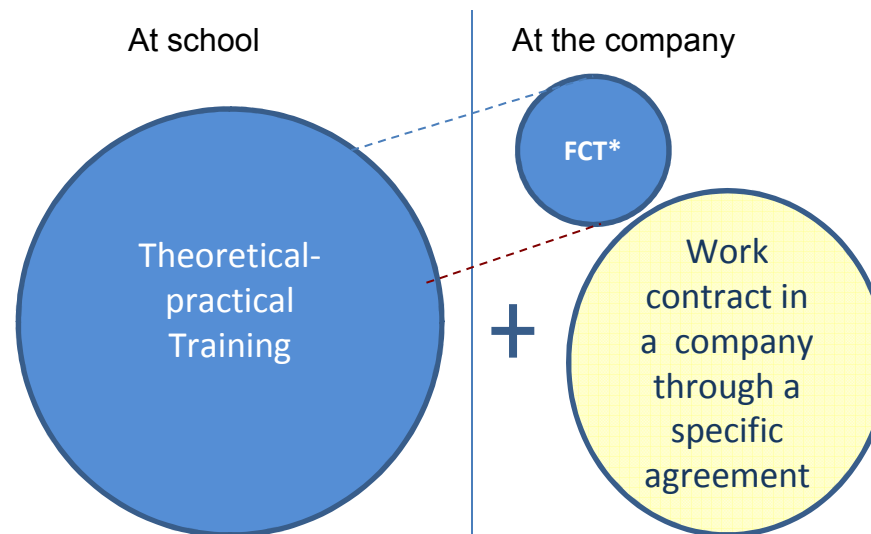 At school
At the company
FCT*
Theoretical-
practical
Training
+
Work
contract in
a company
through a
specific
agreement